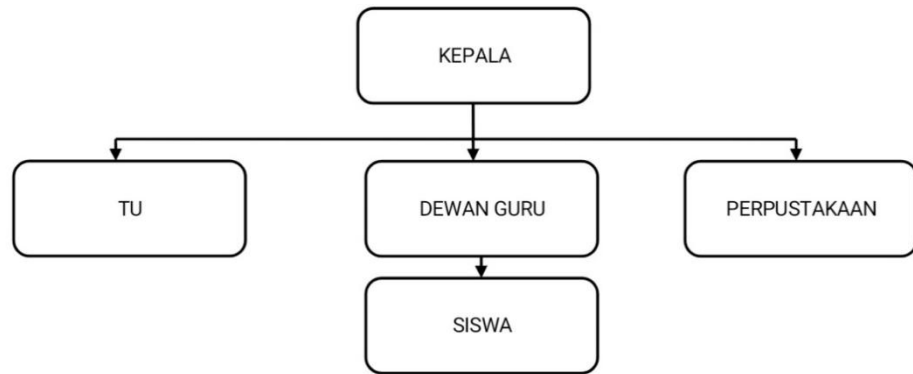 KEPALA
TU
DEWAN GURU
PERPUSTAKAAN
SISWA